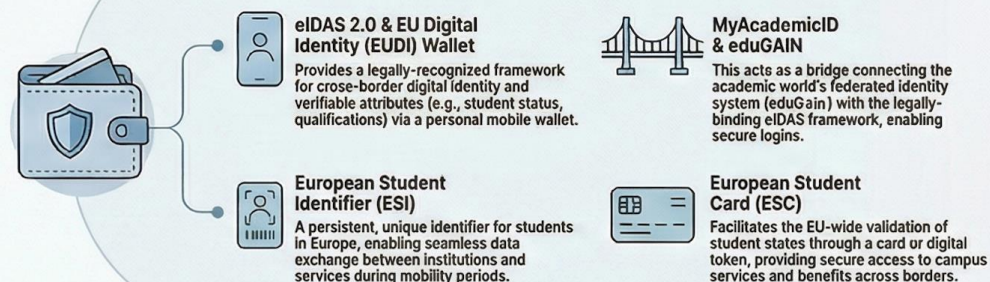 eIDAS 2.0 & EU Digital
Identity (EUDI) Wallet
Provides a legally-recognized framework
for crose-border digital identity and
verifiable attributes (e.g., student status,
qualifications) via a personal mobile wallet.
MyAcademicID
& eduGAIN
This acts as a bridge connecting the
academic world's federated identity
system (eduGain) with the legally-
binding eIDAS framework, enabling
secure logins.
European Student
Identifier (ESI)
A persistent, unique identifier for students
in Europe, enabling seamless data
exchange between institutions and
services during mobility periods.
European Student
Card (ESC)
Facilitates the EU-wide validation of
student states through a card or digital
token, providing secure access to campus
services and benefits across borders.